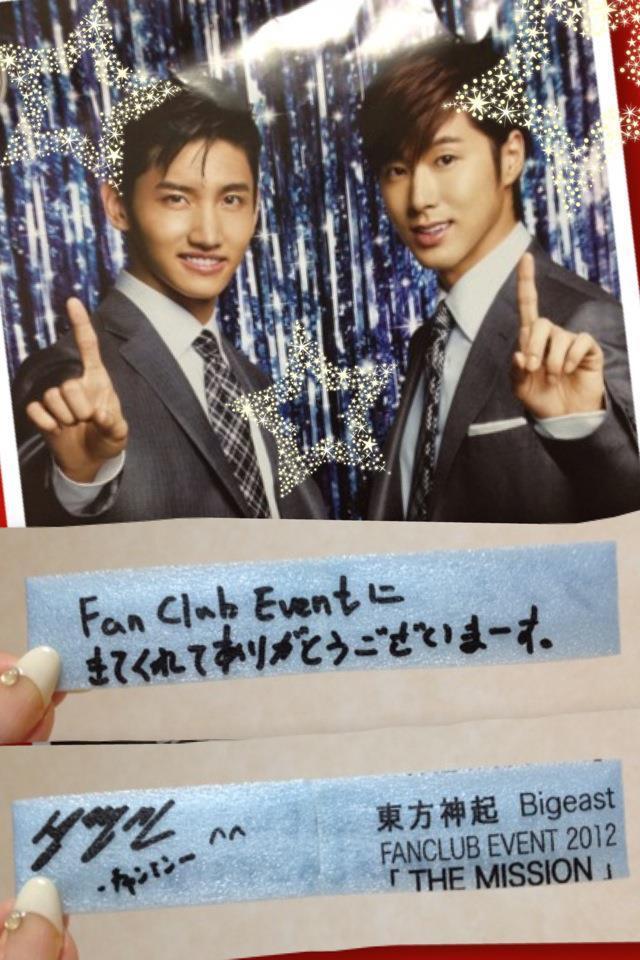 Fan Club Eventに
きてくれてありがとうございまーす。
^^
-チャンミン-
東方神起 Bigeast
FANCLUB EVENT 2012
「THE MISSION」